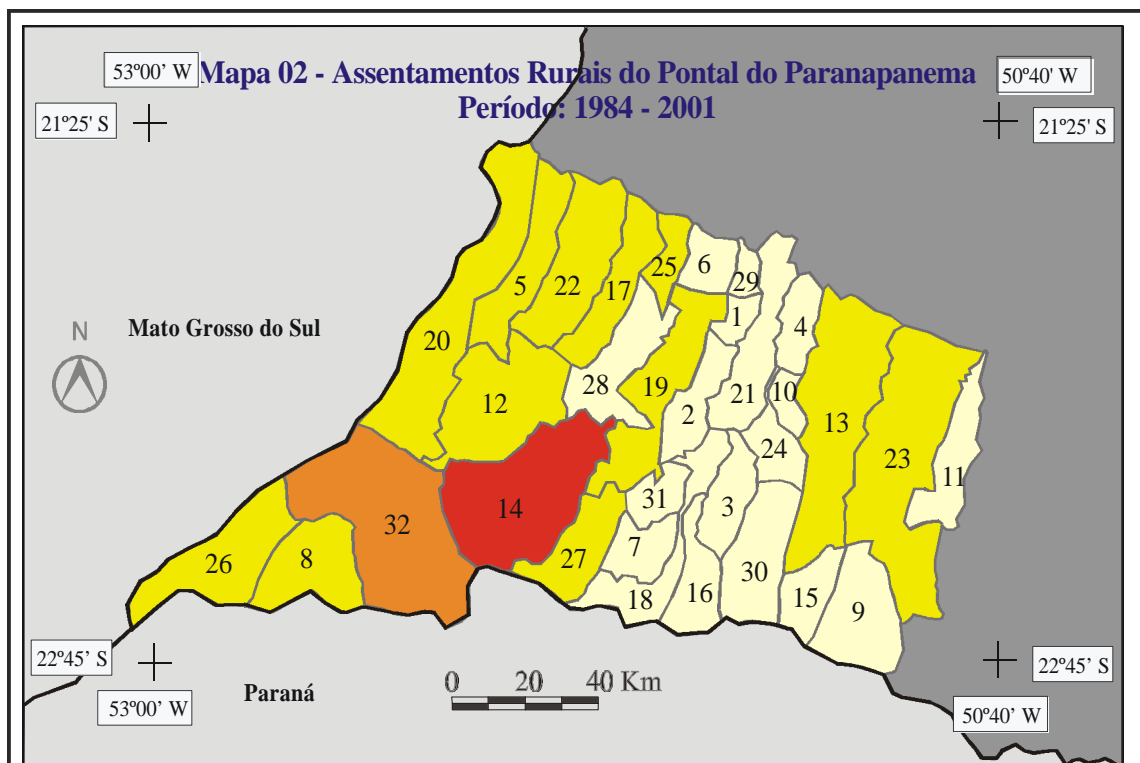 53º00’ W
Mapa 02 - Assentamentos Rurais do Pontal do Paranapanema
50º40' W
21º25’ S
Período: 1984 - 2001
21º25’ S
6
29
25
5
22
17
1
4
N
Mato Grosso do Sul
20
28
19
10
12
2
21
13
24
23
11
31
3
14
32
7
27
8
26
30
16
18
15
9
22º45’ S
22º45’ S
Paraná
0 20 40 Km
53º00’ W
50º40’ W